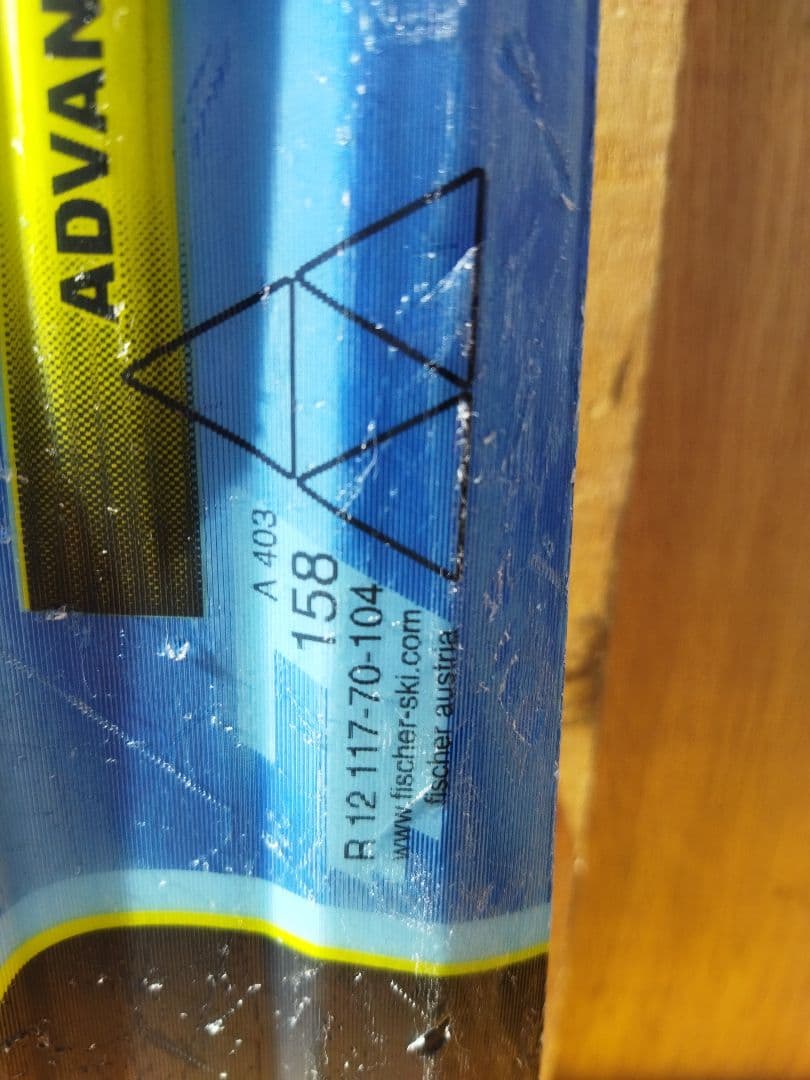 ADVAN
A 403
158
R 12 117-70-104
www.fischer-ski.com
fischer austria